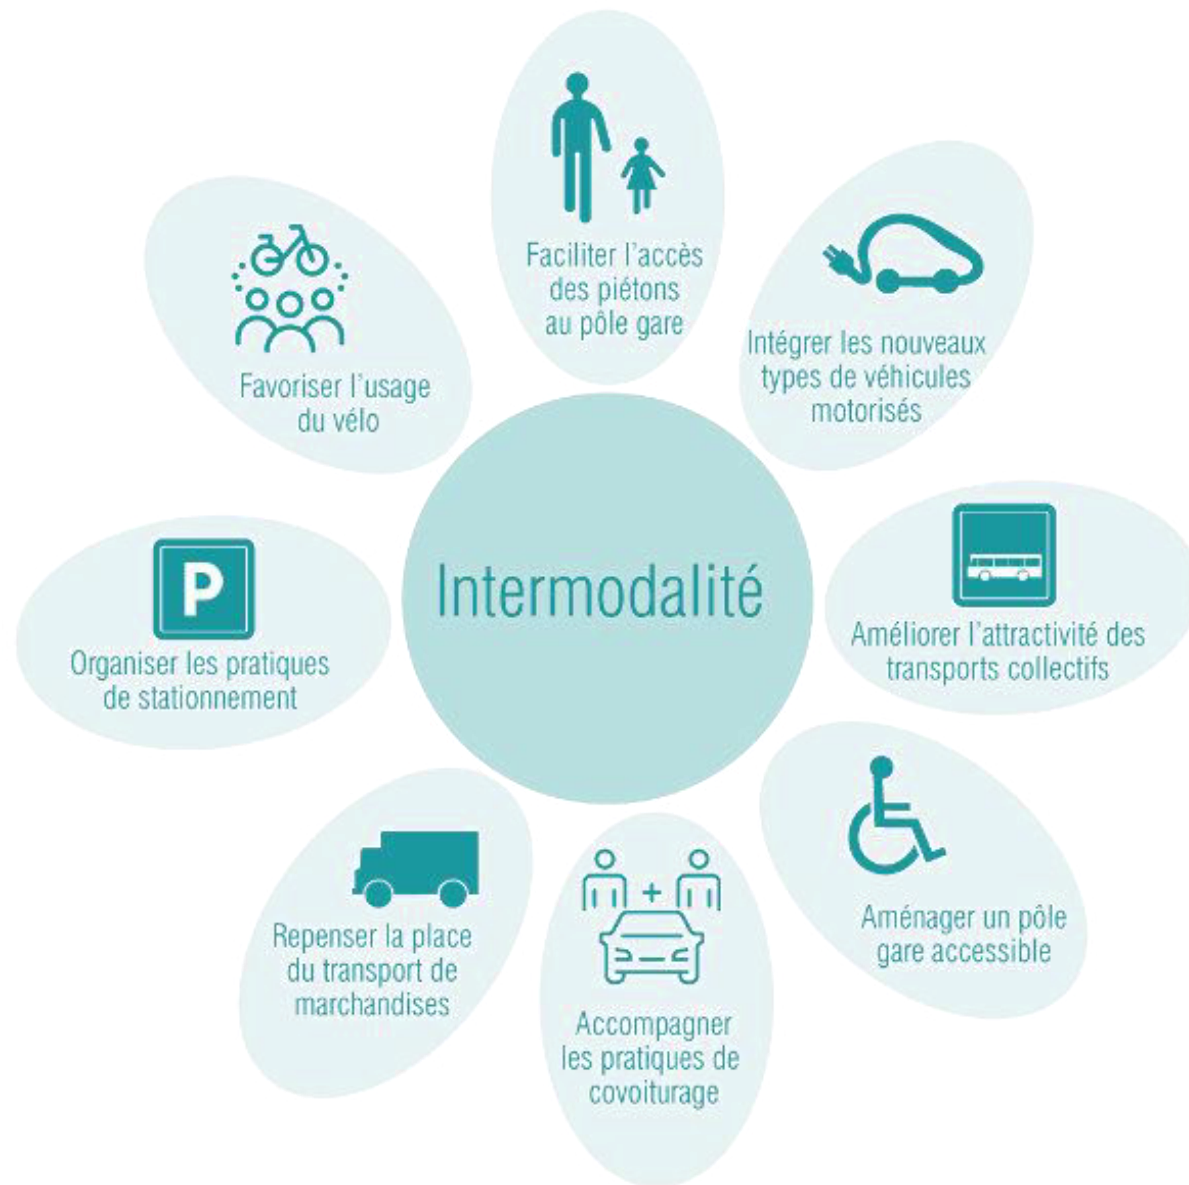 Faciliter l'accès
des piétons
au pôle gare
Intégrer les nouveaux
types de véhicules
motorisés
Favoriser l'usage
du vélo
Intermodalité
Améliorer l'attractivité des
transports collectifs
P
Organiser les pratiques
de stationnement
Aménager un pôle
gare accessible
Repenser la place
du transport de
marchandises
+
Accompagner
les pratiques de
covoiturage